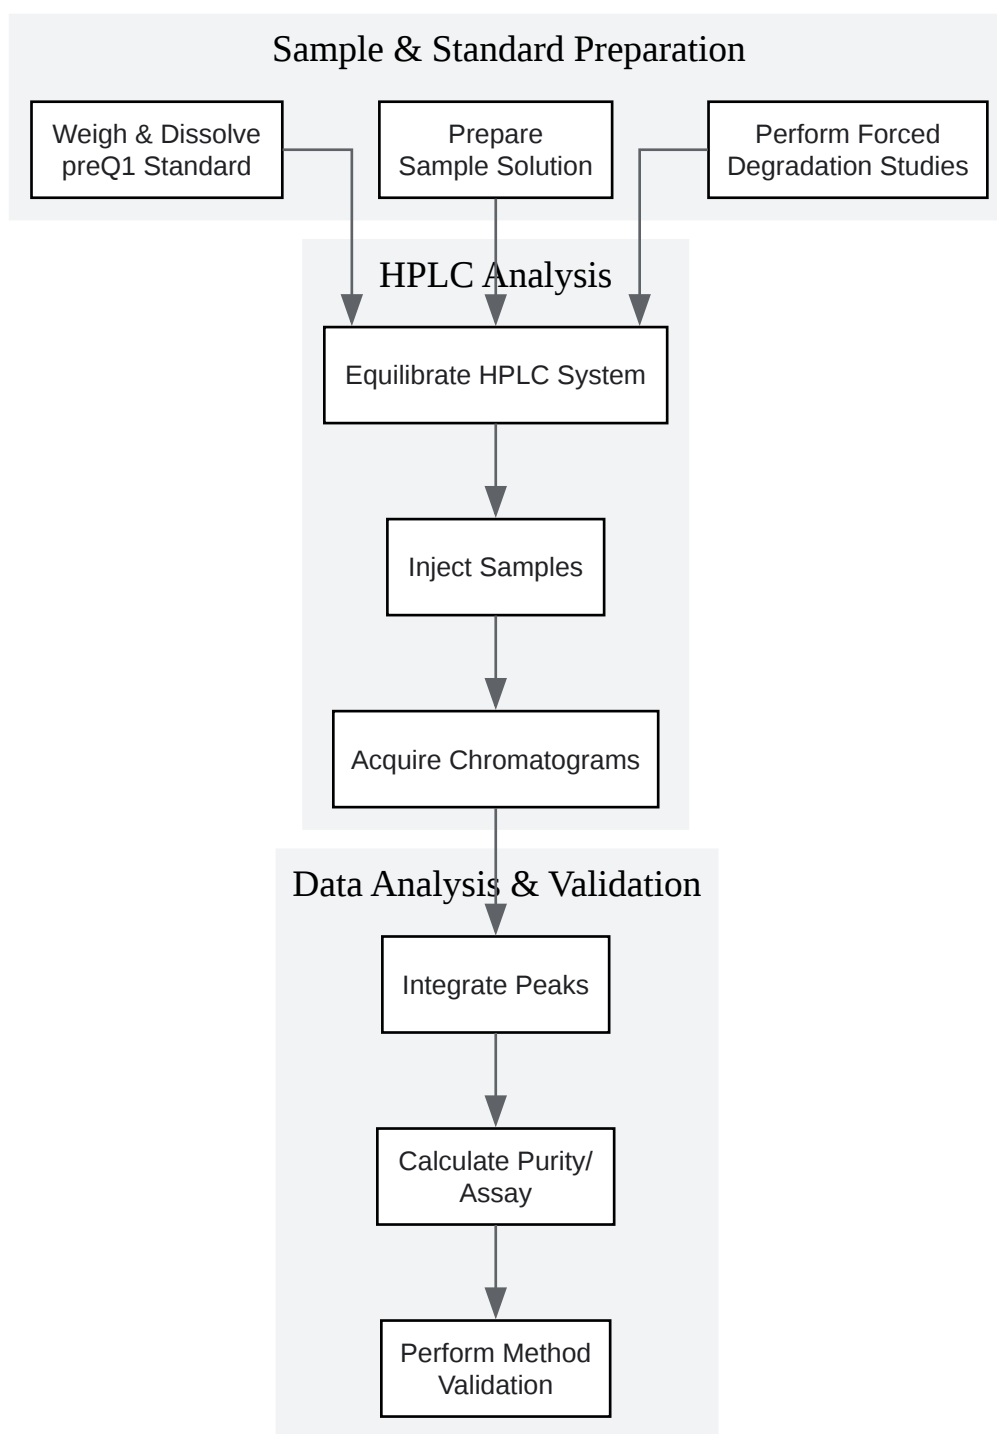 Sample & Standard Preparation
Weigh & Dissolve
preQ1 Standard
Prepare
Sample Solution
Perform Forced
Degradation Studies
HPLC Analysis
Equilibrate HPLC System
Inject Samples
Acquire Chromatograms
Data Analysis & Validation
Integrate Peaks
Calculate Purity/
Assay
Perform Method
Validation